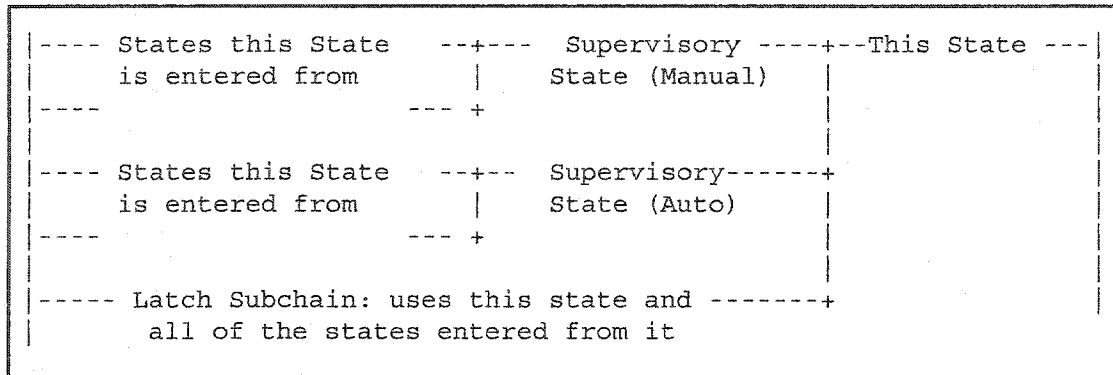 |---- States this State   --+---  Supervisory ----+--This State ---|
|     is entered from       |    State (Manual)   |                |
|----                 --- +                       |                |
|                                                 |                |
|---- States this State   --+--  Supervisory------+                |
|     is entered from       |    State (Auto)     |                |
|----                 --- +                       |                |
|                                                 |                |
|----- Latch Subchain: uses this state and -------+                |
|       all of the states entered from it